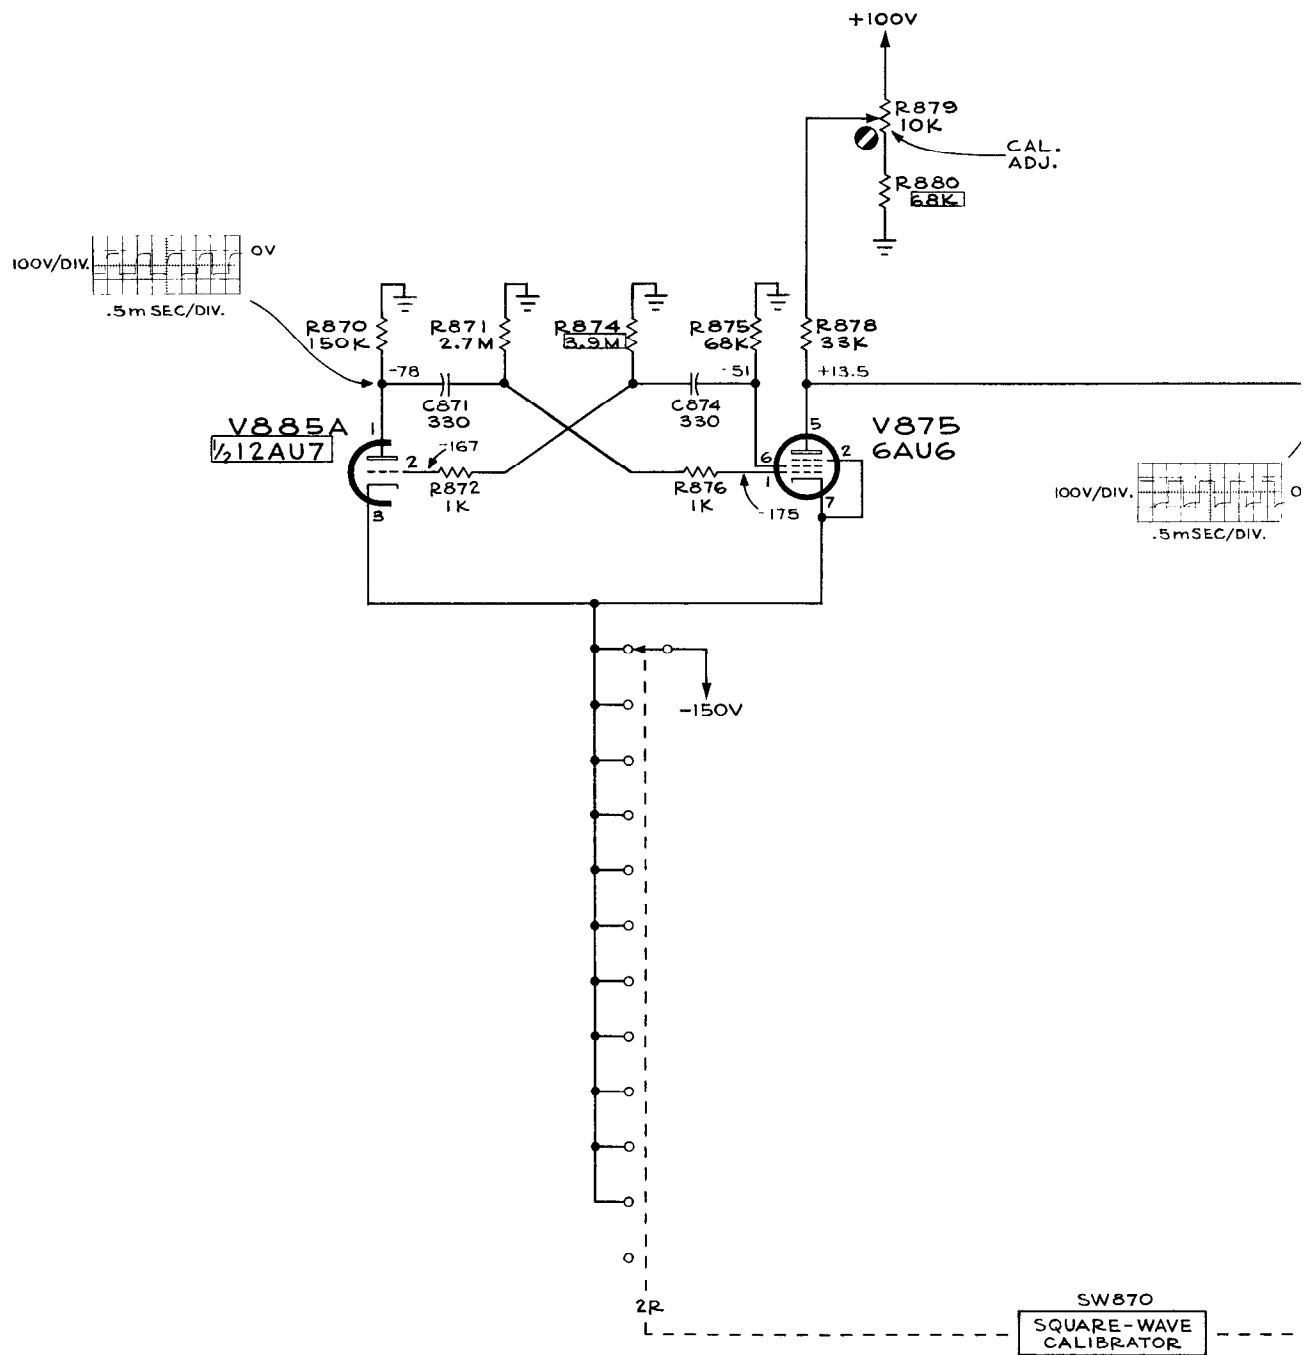 +100V
R879
10K
CAL.
ADJ.
R880
68K
100V/DIV.
0V
.5m SEC/DIV.
R870
150K
R871
2.7M
R874
3.9M
R875
68K
R878
33K
-78
-51
+13.5
C871
330
C874
330
V885A
½12AU7
1
2
3
-167
R872
1K
R876
1K
-175
V875
6AU6
5
6
1
2
7
100V/DIV.
0
.5mSEC/DIV.
-150V
2R
SW870
SQUARE-WAVE
CALIBRATOR